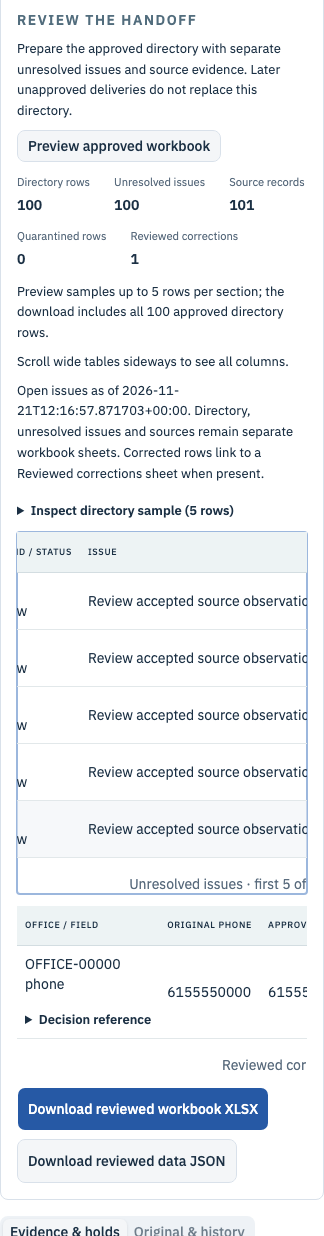 REVIEW THE HANDOFF
Prepare the approved directory with separate
unresolved issues and source evidence. Later
unapproved deliveries do not replace this
directory.
Preview approved workbook
Directory rows Unresolved issues Source records
100 100 101
Quarantined rows Reviewed corrections
0 1
Preview samples up to 5 rows per section; the
download includes all 100 approved directory
rows.
Scroll wide tables sideways to see all columns.
Open issues as of 2026-11-
21T12:16:57.871703+00:00. Directory,
unresolved issues and sources remain separate
workbook sheets. Corrected rows link to a
Reviewed corrections sheet when present.
Inspect directory sample (5 rows)
/ STATUS ISSUE
Review accepted source
w
Review accepted source
w
Review accepted source
w
Review accepted source
w
Review accepted source
w
Unresolved issues · first 5 of
OFFICE / FIELD ORIGINAL PHONE
OFFICE-00000
phone 6155550000
Decision reference
Reviewed
Download reviewed workbook XLSX
Download reviewed data JSON
Evidence & holds Original & history